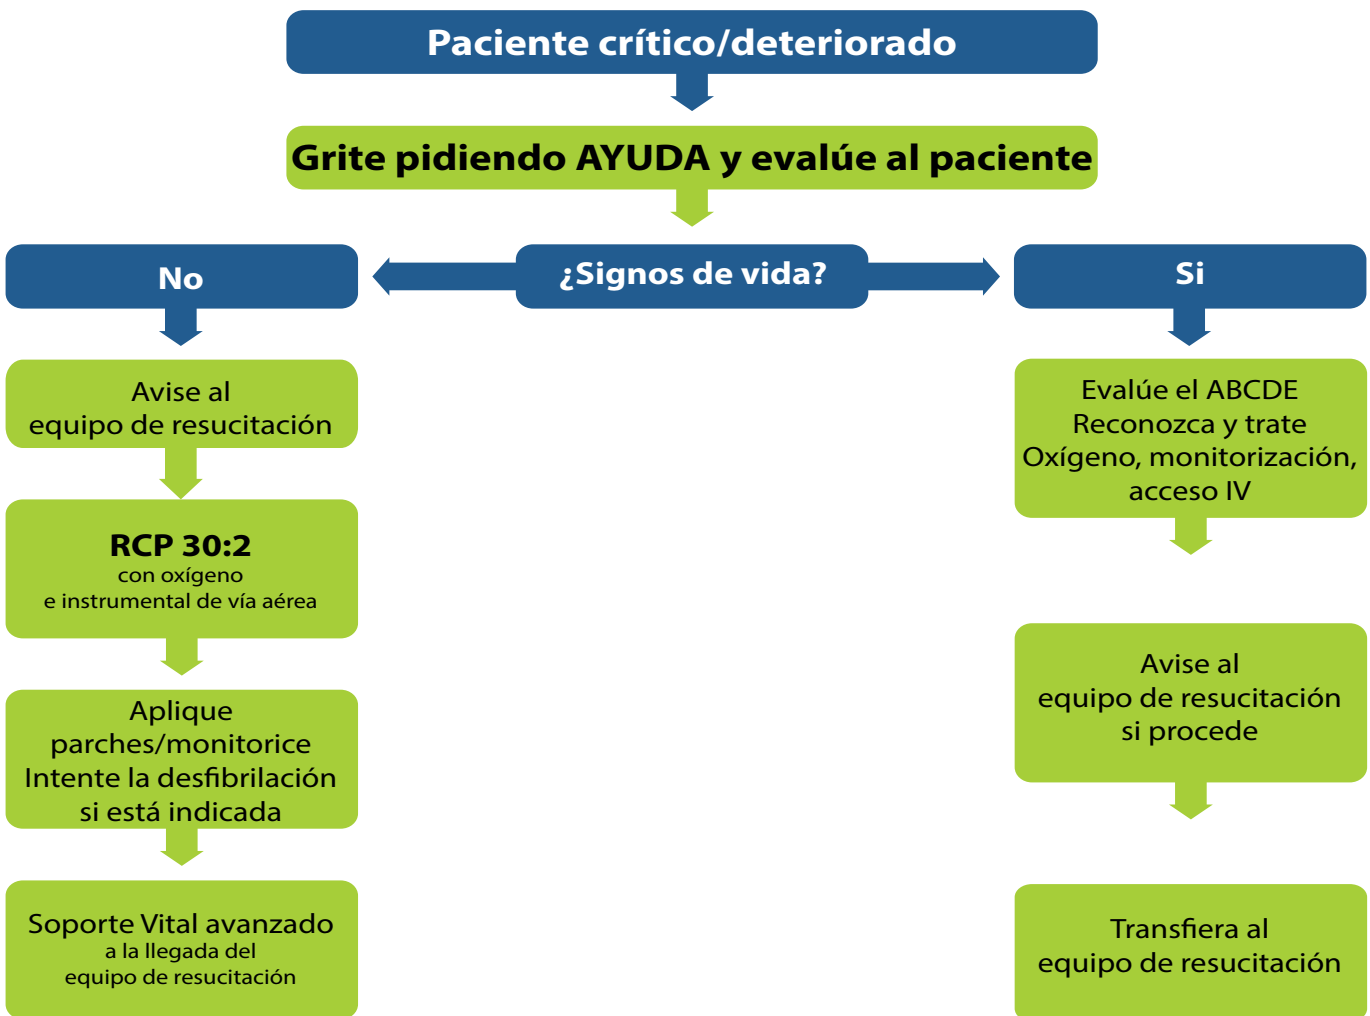 Paciente crítico/deteriorado
Grite pidiendo AYUDA y evalúe al paciente
No
¿Signos de vida?
Si
Avise al
equipo de resucitación
RCP 30:2
con oxígeno
e instrumental de vía aérea
Aplique
parches/monitorice
Intente la desfibrilación
si está indicada
Soporte Vital avanzado
a la llegada del
equipo de resucitación
Evalúe el ABCDE
Reconozca y trate
Oxígeno, monitorización,
acceso IV
Avise al
equipo de resucitación
si procede
Transfiera al
equipo de resucitación